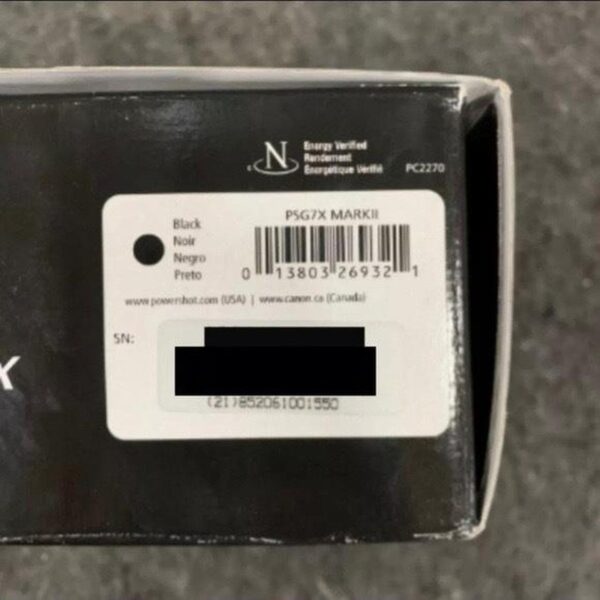 N
Energy Verified
Rendement
Énergétique Vérifié
PC2270
Black
Noir
Negro
Preto
PSG7X MARKII
0 13803 26932 1
www.powershot.com (USA) | www.canon.ca (Canada)
SN:
(21)852061001550
X